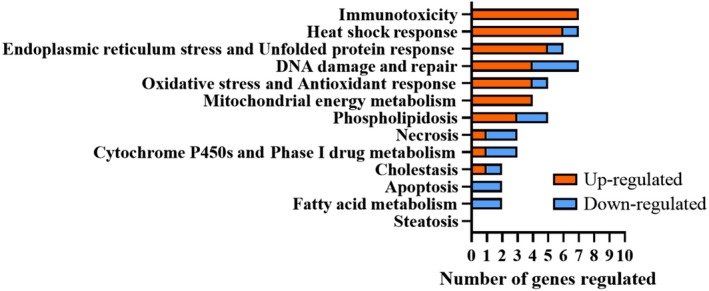 Immunotoxicity
Heat shock response
Endoplasmic reticulum stress and Unfolded protein response
DNA damage and repair
Oxidative stress and Antioxidant response
Mitochondrial energy metabolism
Phospholipidosis
Necrosis
Cytochrome P450s and Phase I drug metabolism
Cholestasis
Apoptosis
Fatty acid metabolism
Steatosis
Up-regulated
Down-regulated
0 1 2 3 4 5 6 7 8 9 10
Number of genes regulated